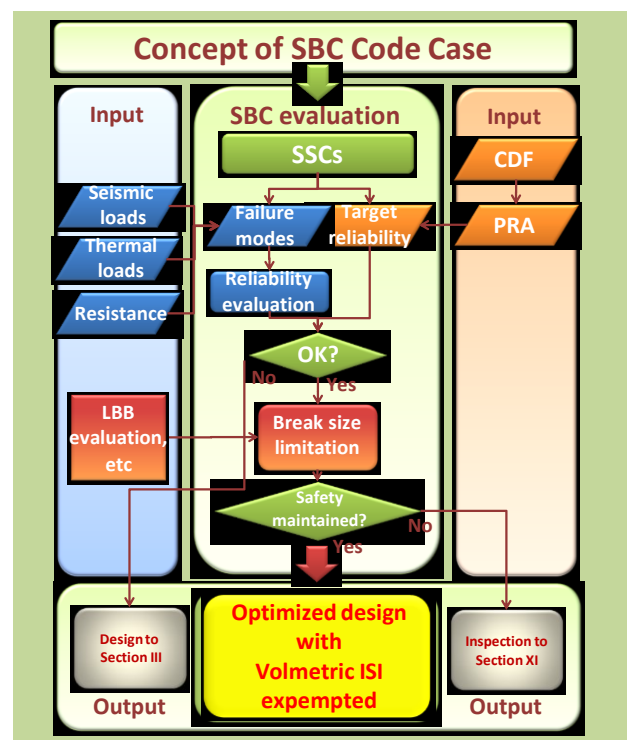 Concept of SBC Code Case
Input
SBC evaluation
Input
SSCs
CDF
Seismic
loads
Failure
modes
Target
reliability
PRA
Thermal
loads
Reliability
evaluation
Resistance
OK?
No
Yes
LBB
evaluation,
etc
Break size
limitation
Safety
maintained?
No
Yes
Design to
Section III
Optimized design
with
Volmetric ISI
expempted
Inspection to
Section XI
Output
Output